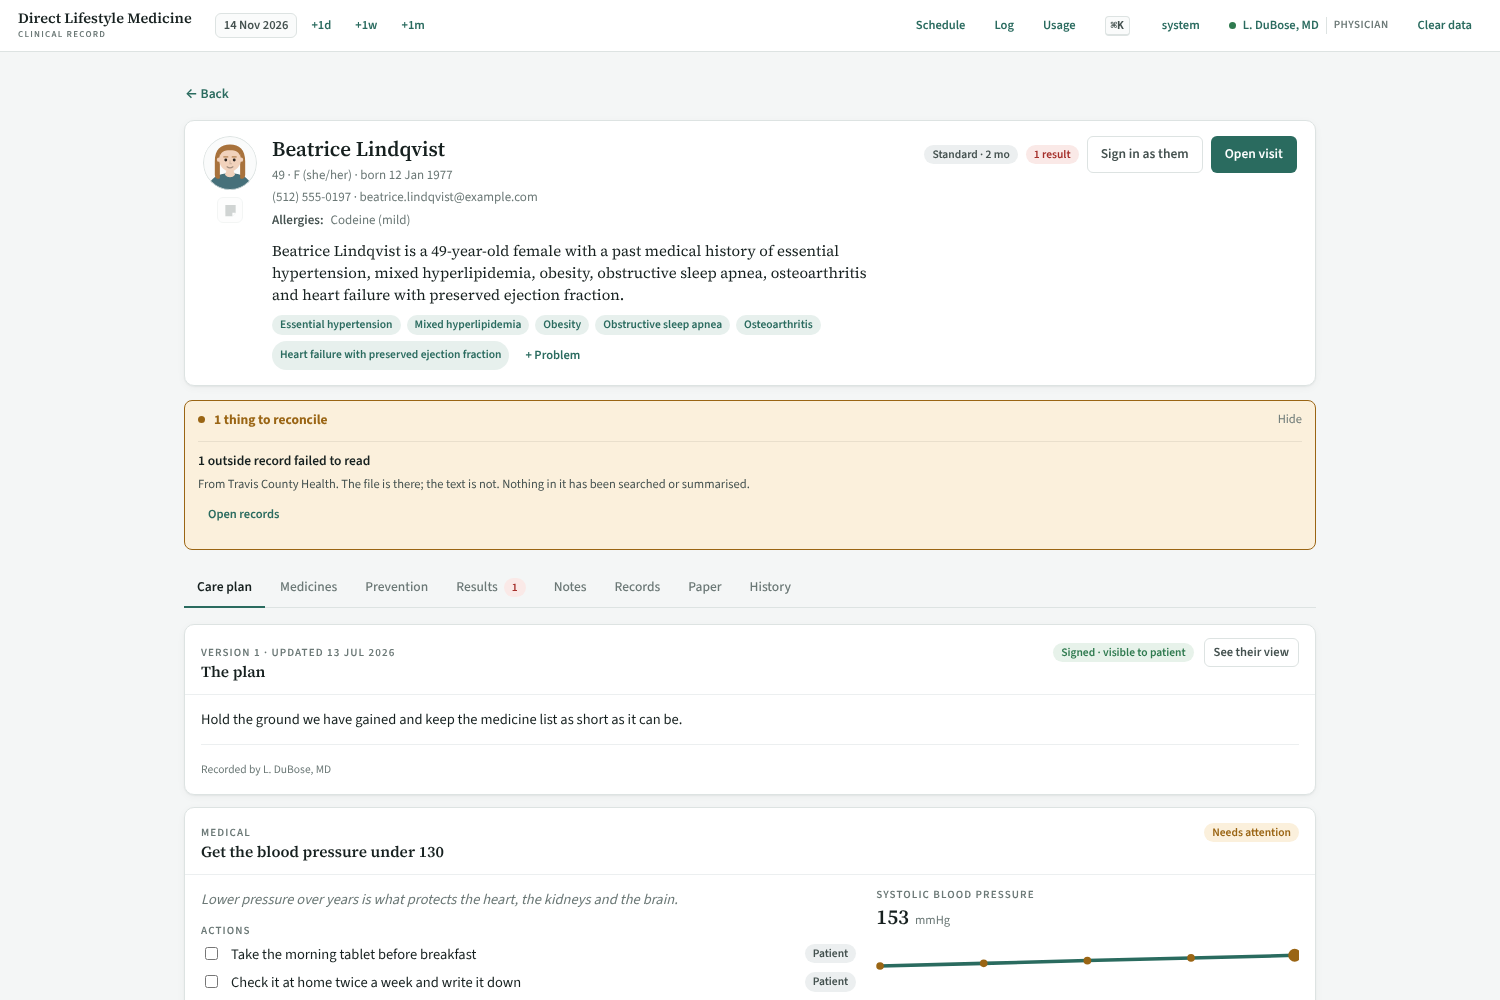 Direct Lifestyle Medicine
CLINICAL RECORD
14 Nov 2026
+1d
+1w
+1m
Schedule
Log
Usage
⌘K
system
L. DuBose, MD
PHYSICIAN
Clear data
← Back
Beatrice Lindqvist
Standard · 2 mo
1 result
Sign in as them
Open visit
49 · F (she/her) · born 12 Jan 1977
(512) 555-0197 · beatrice.lindqvist@example.com
Allergies: Codeine (mild)
Beatrice Lindqvist is a 49-year-old female with a past medical history of essential
hypertension, mixed hyperlipidemia, obesity, obstructive sleep apnea, osteoarthritis
and heart failure with preserved ejection fraction.
Essential hypertension
Mixed hyperlipidemia
Obesity
Obstructive sleep apnea
Osteoarthritis
Heart failure with preserved ejection fraction
+ Problem
1 thing to reconcile
Hide
1 outside record failed to read
From Travis County Health. The file is there; the text is not. Nothing in it has been searched or summarised.
Open records
Care plan
Medicines
Prevention
Results 1
Notes
Records
Paper
History
VERSION 1 · UPDATED 13 JUL 2026
The plan
Signed · visible to patient
See their view
Hold the ground we have gained and keep the medicine list as short as it can be.
Recorded by L. DuBose, MD
MEDICAL
Get the blood pressure under 130
Needs attention
Lower pressure over years is what protects the heart, the kidneys and the brain.
ACTIONS
Take the morning tablet before breakfast
Patient
Check it at home twice a week and write it down
Patient
SYSTOLIC BLOOD PRESSURE
153 mmHg